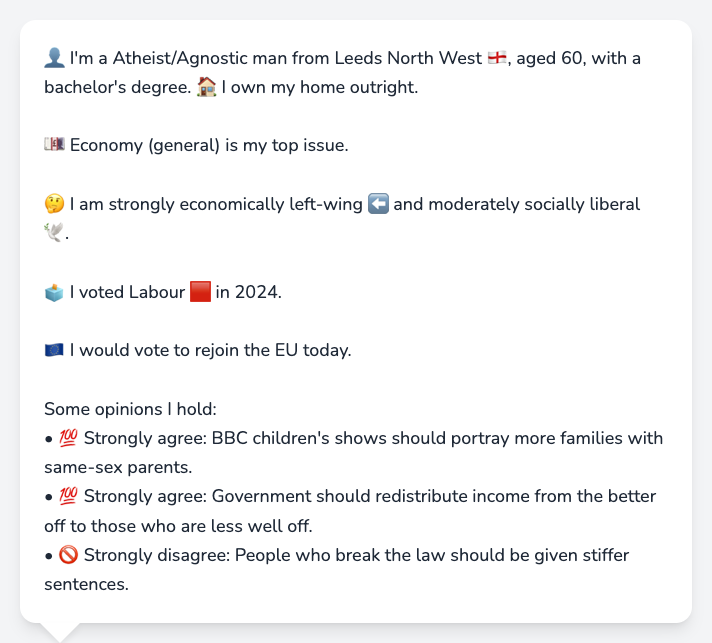 👤 I'm a Atheist/Agnostic man from Leeds North West 🏴󠁧󠁢󠁥󠁮󠁧󠁿, aged 60, with a
bachelor's degree. 🏠 I own my home outright.
💷 Economy (general) is my top issue.
🤔 I am strongly economically left-wing ⬅️ and moderately socially liberal
🕊️.
🗳️ I voted Labour 🟥 in 2024.
🇪🇺 I would vote to rejoin the EU today.
Some opinions I hold:
• 💯 Strongly agree: BBC children's shows should portray more families with
same-sex parents.
• 💯 Strongly agree: Government should redistribute income from the better
off to those who are less well off.
• 🚫 Strongly disagree: People who break the law should be given stiffer
sentences.